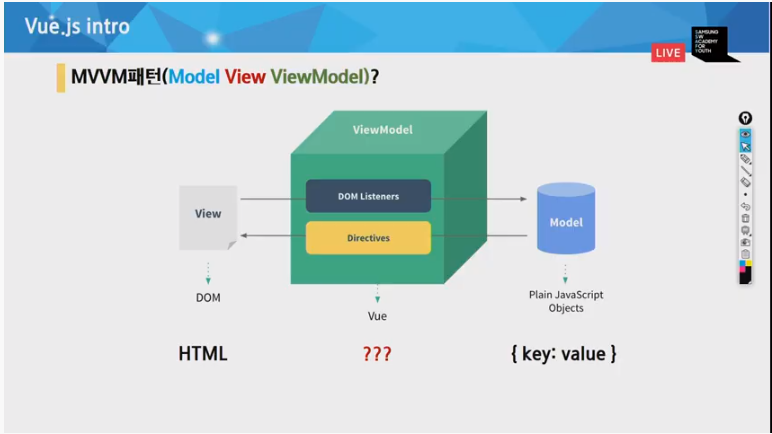 Vue.js intro
LIVE
SAMSUNG
SW
ACADEMY
FOR
YOUTH
MVVM패턴(Model View ViewModel)?
ViewModel
DOM Listeners
View
Model
Directives
DOM
Vue
Plain JavaScript
Objects
HTML
???
{ key: value }